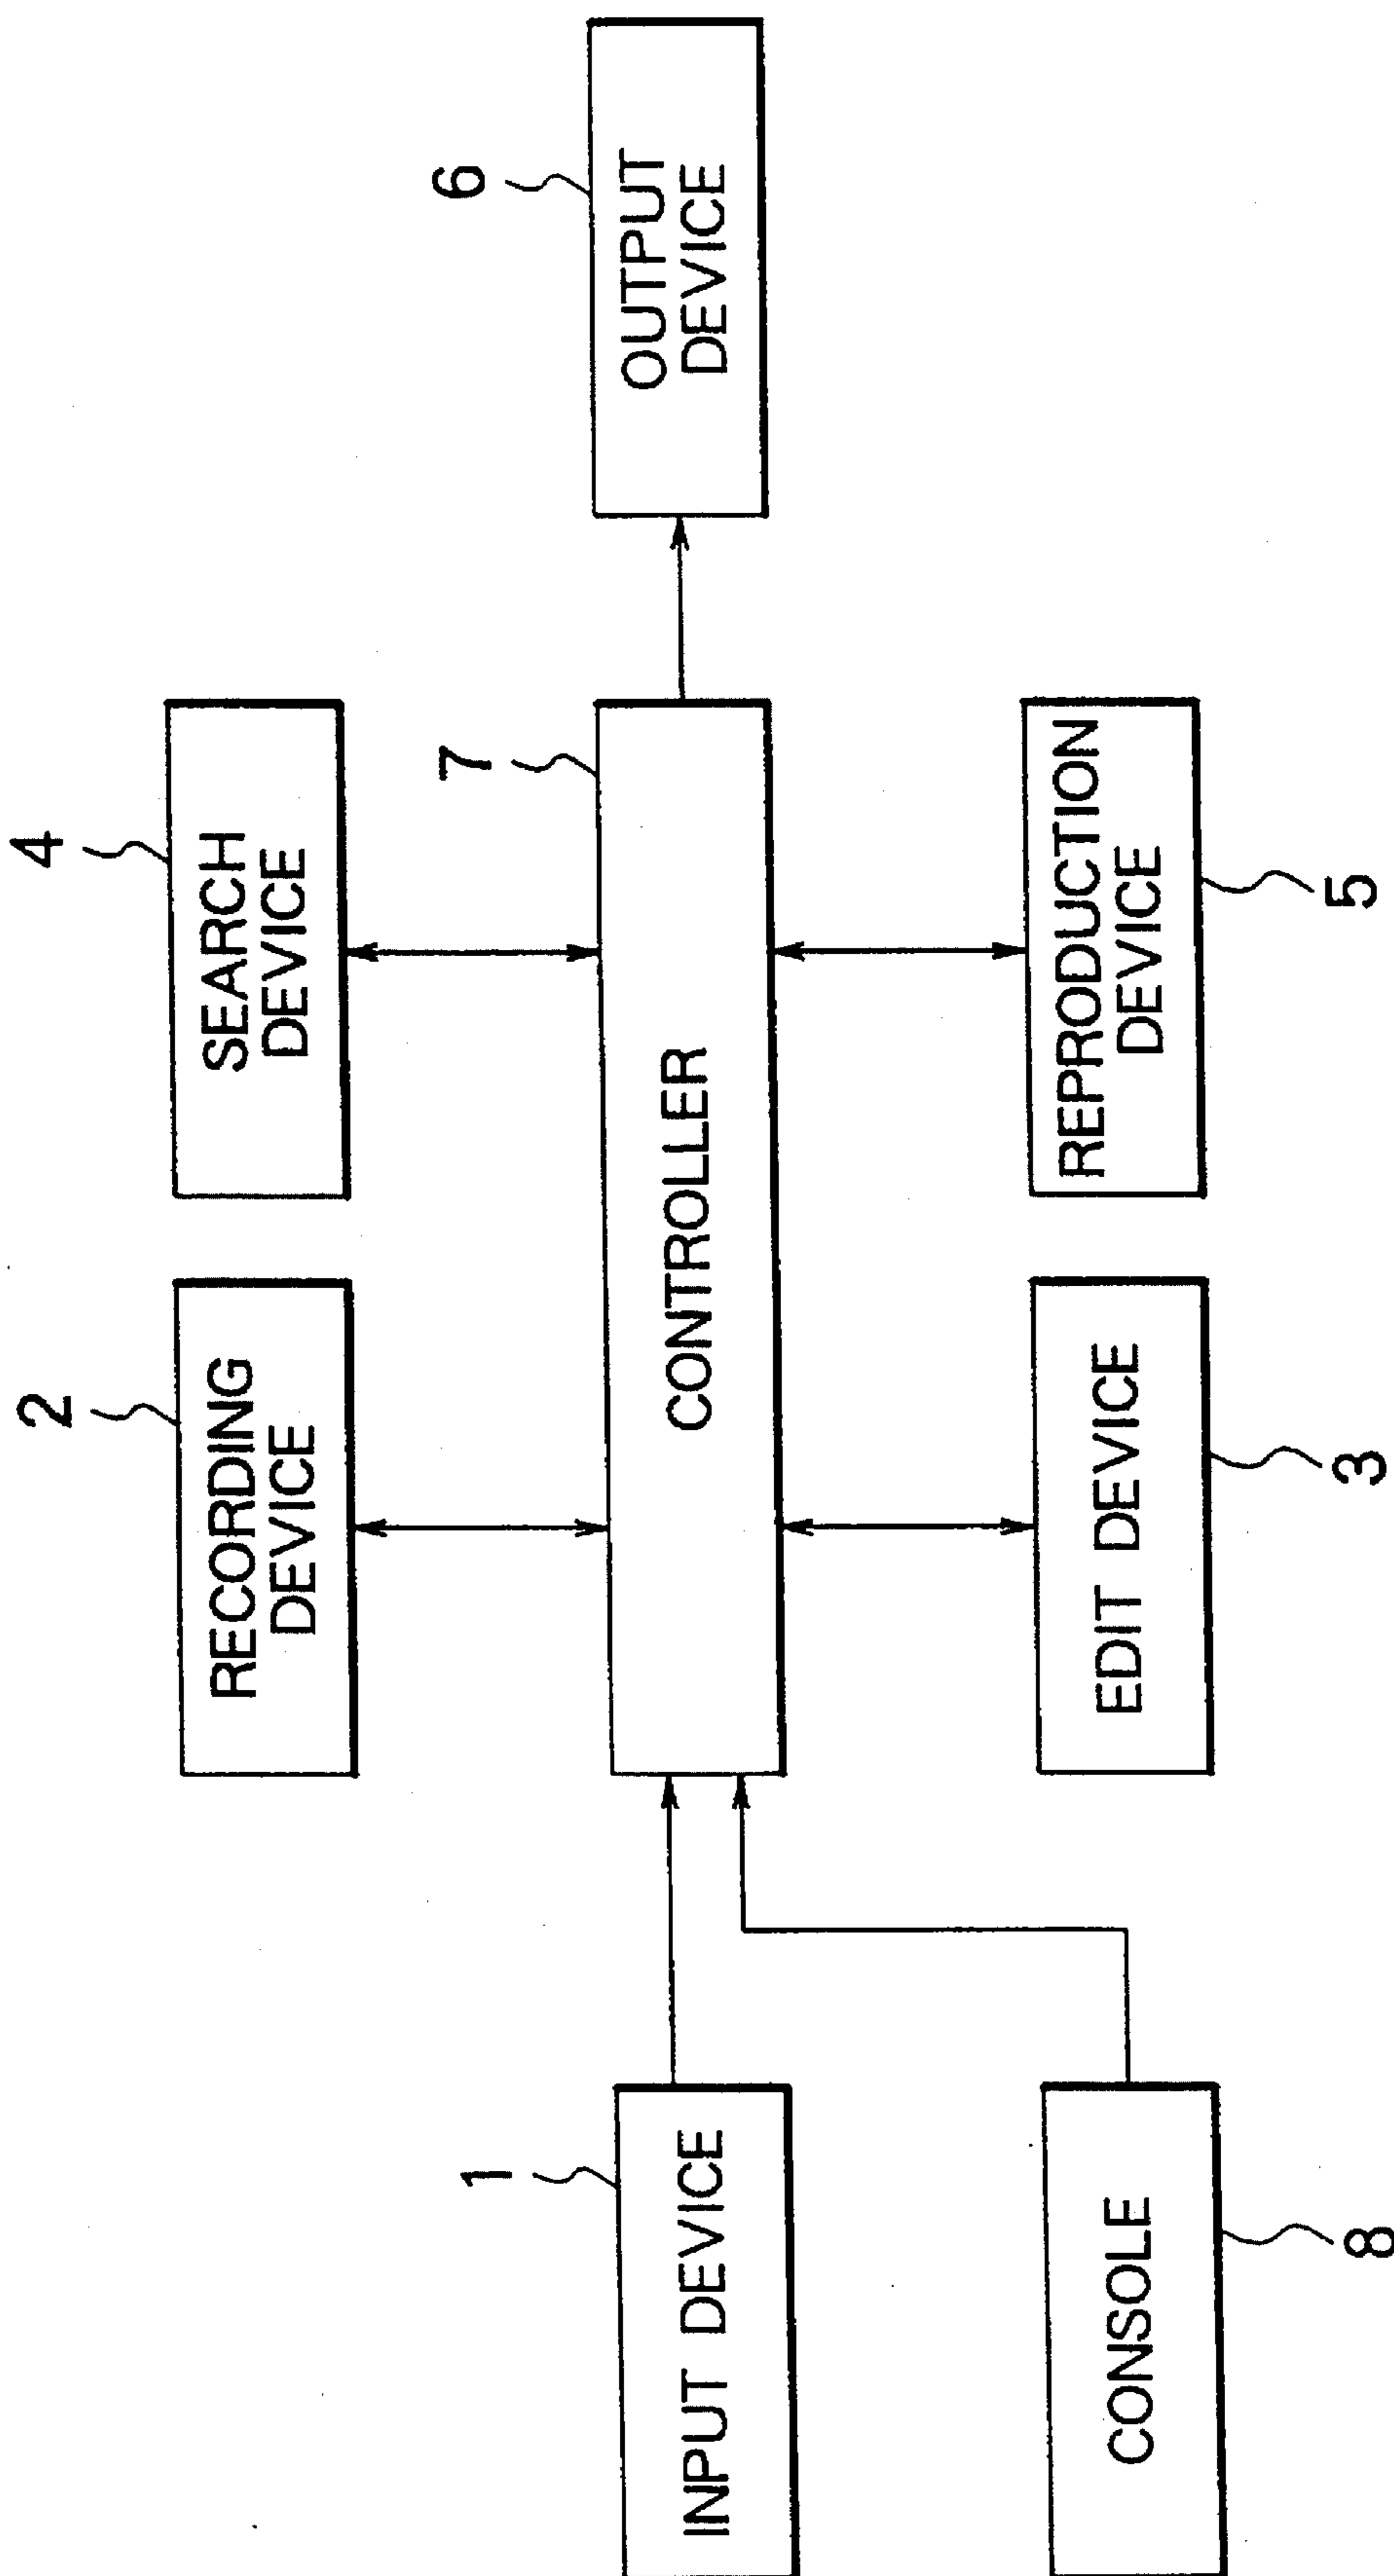 1
INPUT DEVICE
CONSOLE
8
2
RECORDING
DEVICE
4
SEARCH
DEVICE
7
CONTROLLER
EDIT DEVICE
3
REPRODUCTION
DEVICE
5
6
OUTPUT
DEVICE